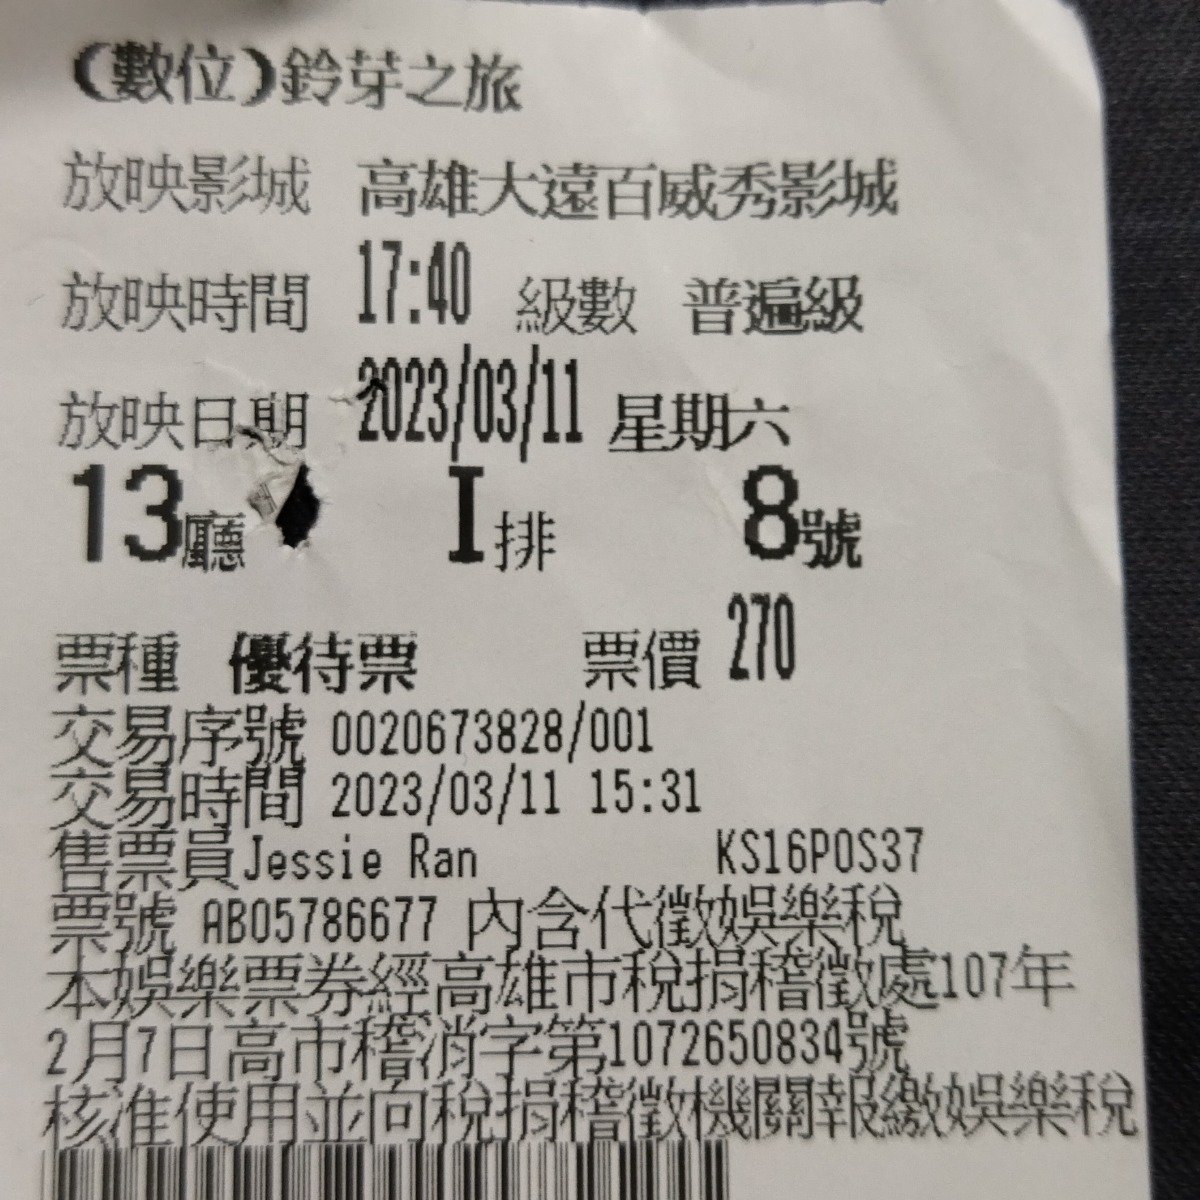 (數位)鈴芽之旅
放映影城 高雄大遠百威秀影城
放映時間 17:40 級數 普遍級
放映日期 2023/03/11 星期六
13廳 I排 8號
票種 優待票 票價 270
交易序號 0020673828/001
交易時間 2023/03/11 15:31
售票員Jessie Ran KS16POS37
票號 AB05786677 內含代徵娛樂稅
本娛樂票券經高雄市稅捐稽徵處107年
2月7日高市稽消字第1072650834號
核准使用並向稅捐稽徵機關報繳娛樂稅